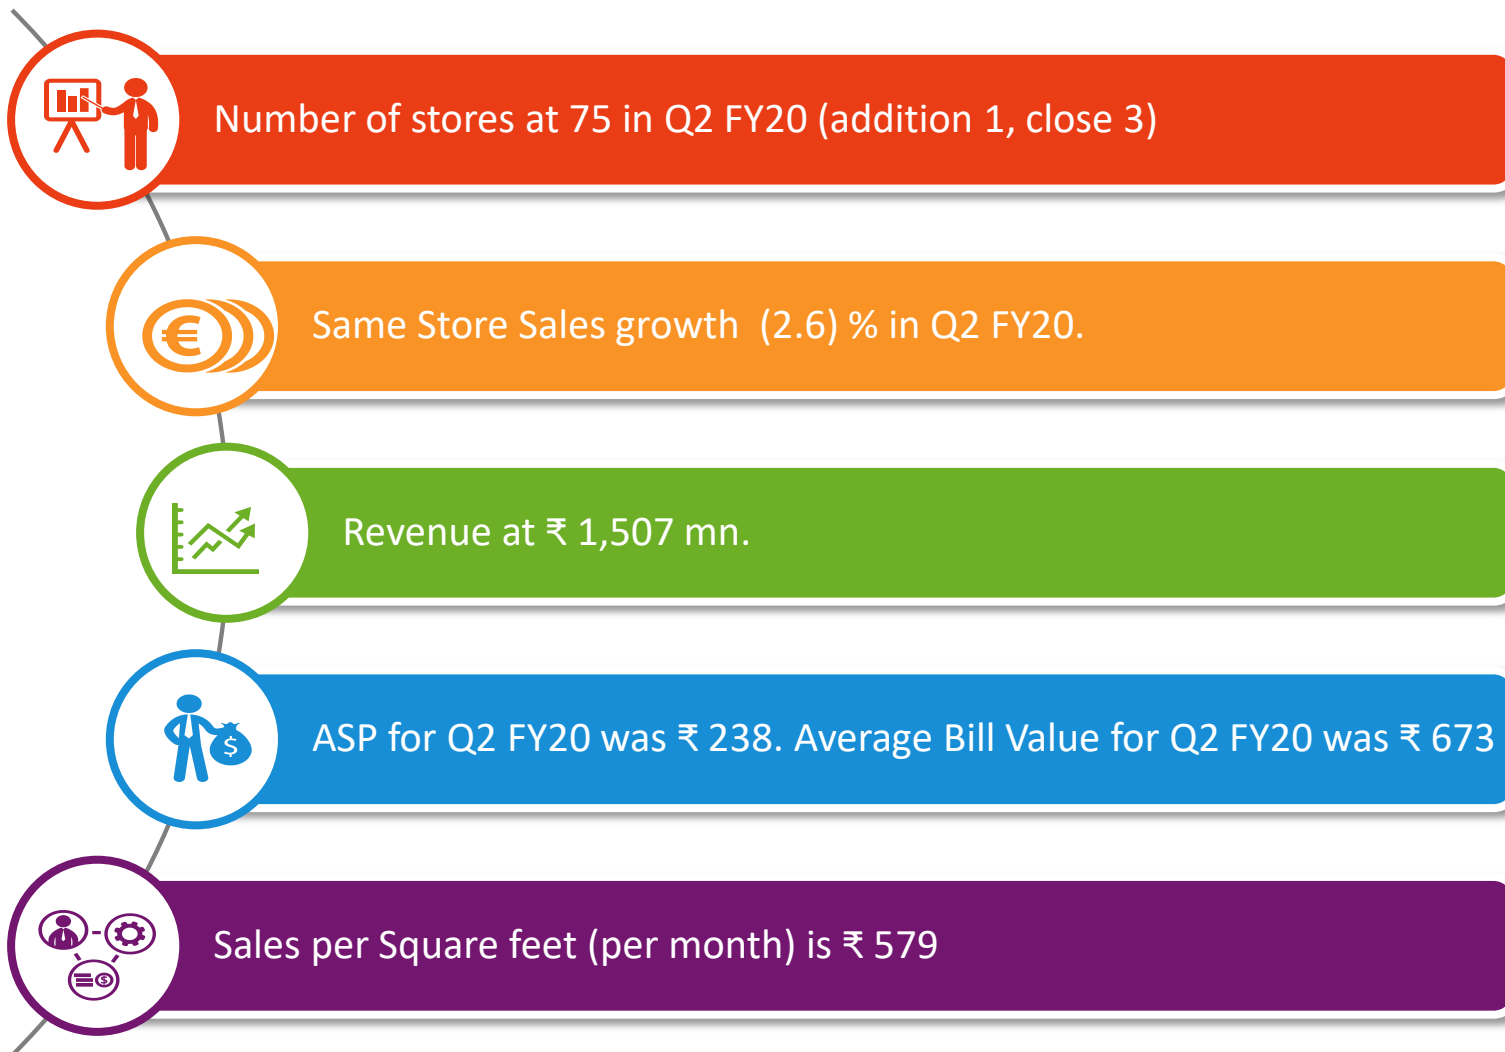 Number of stores at 75 in Q2 FY20 (addition 1, close 3)
Same Store Sales growth  (2.6) % in Q2 FY20.
€
Revenue at ₹ 1,507 mn.
ASP for Q2 FY20 was ₹ 238. Average Bill Value for Q2 FY20 was ₹ 673
$
Sales per Square feet (per month) is ₹ 579
$